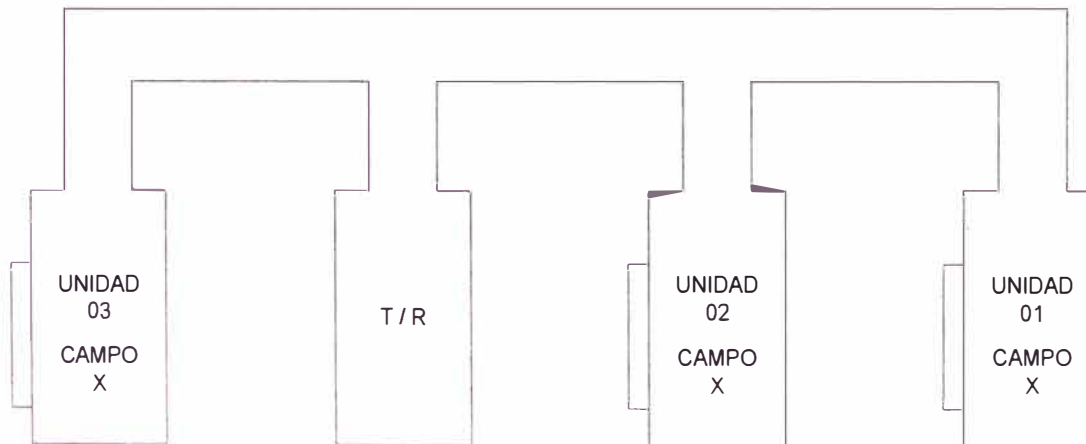 UNIDAD
03
CAMPO
X
T / R
UNIDAD
02
CAMPO
X
UNIDAD
01
CAMPO
X